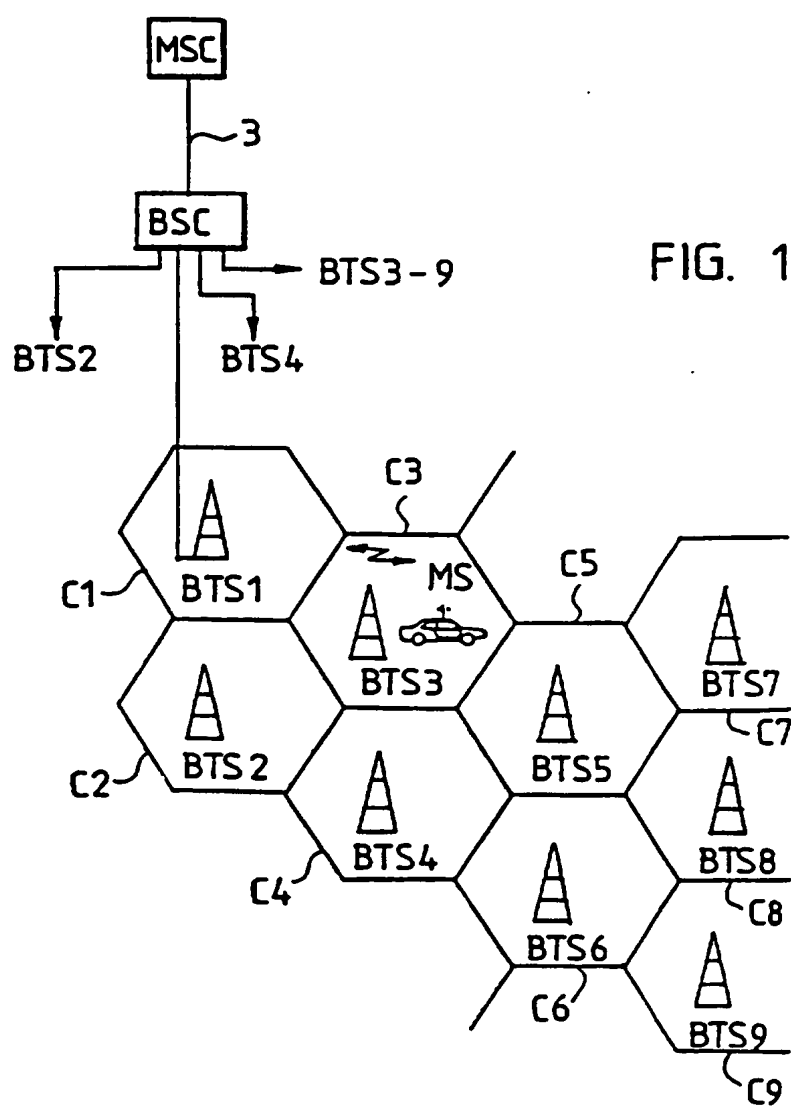 MSC
3
BSC
FIG. 1
BTS3-9
BTS2
BTS4
C3
C1
BTS1
MS
C5
BTS3
BTS7
C7
C2
BTS2
BTS5
C4
BTS4
BTS8
C8
BTS6
C6
BTS9
C9